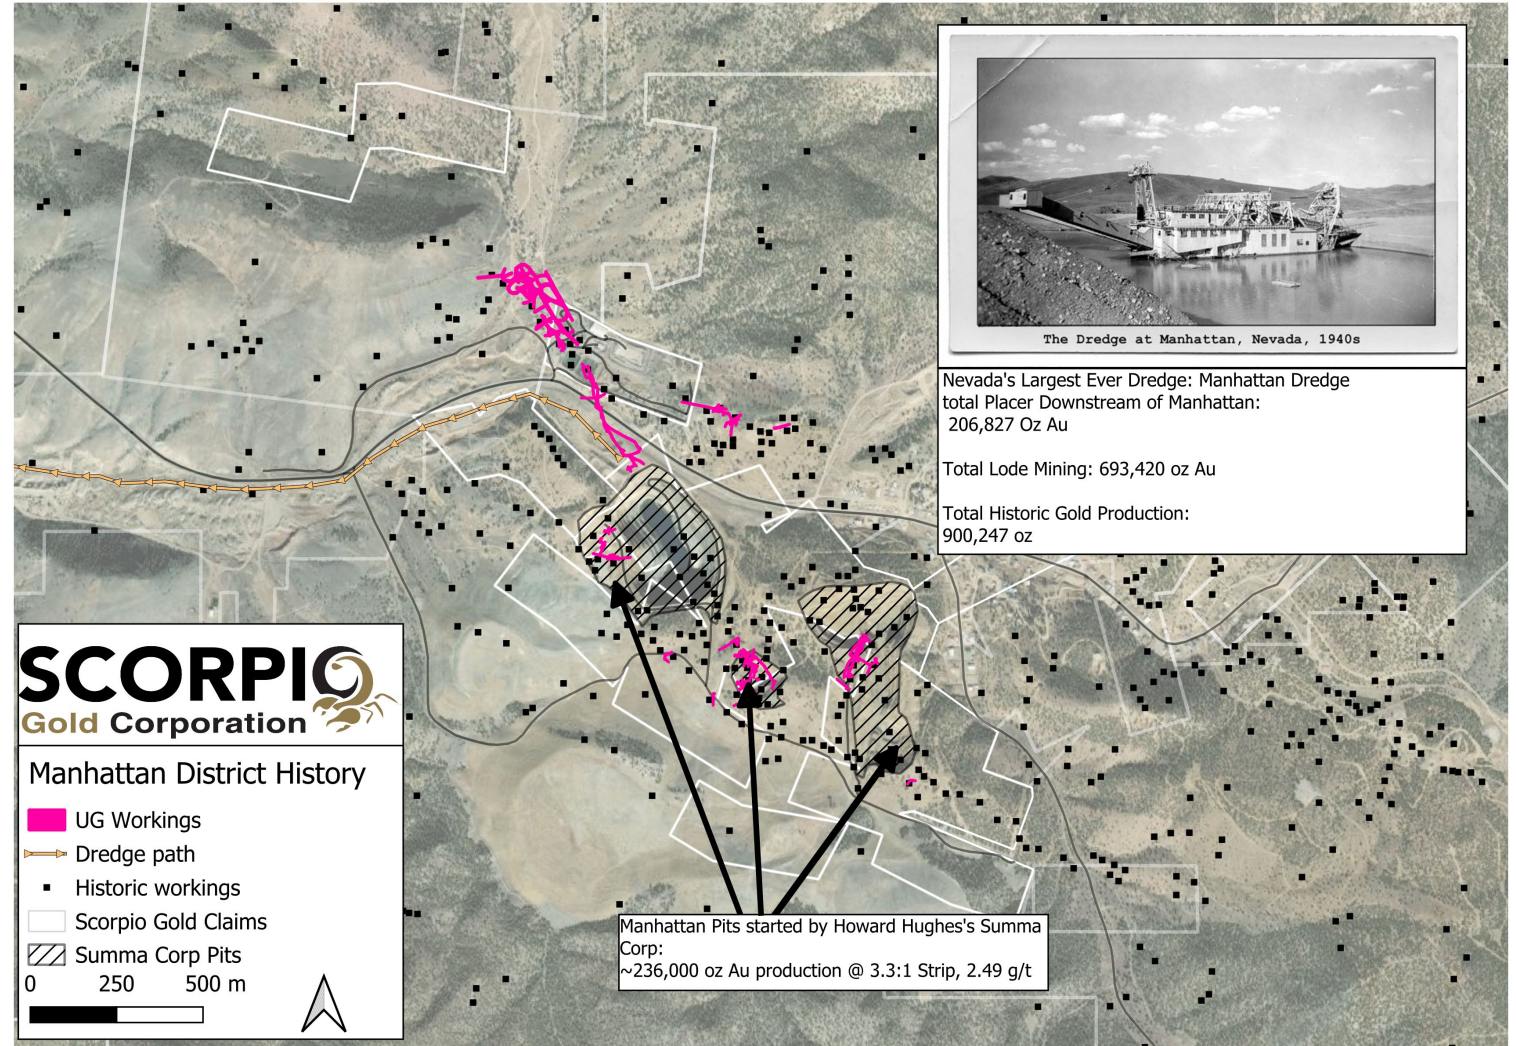 The Dredge at Manhattan, Nevada, 1940s
Nevada's Largest Ever Dredge: Manhattan Dredge
total Placer Downstream of Manhattan:
206,827 Oz Au
Total Lode Mining: 693,420 oz Au
Total Historic Gold Production:
900,247 oz
SCORPIO
Gold Corporation
Manhattan District History
UG Workings
Dredge path
Historic workings
Scorpio Gold Claims
Summa Corp Pits
0 250 500 m
Manhattan Pits started by Howard Hughes's Summa
Corp:
~236,000 oz Au production @ 3.3:1 Strip, 2.49 g/t